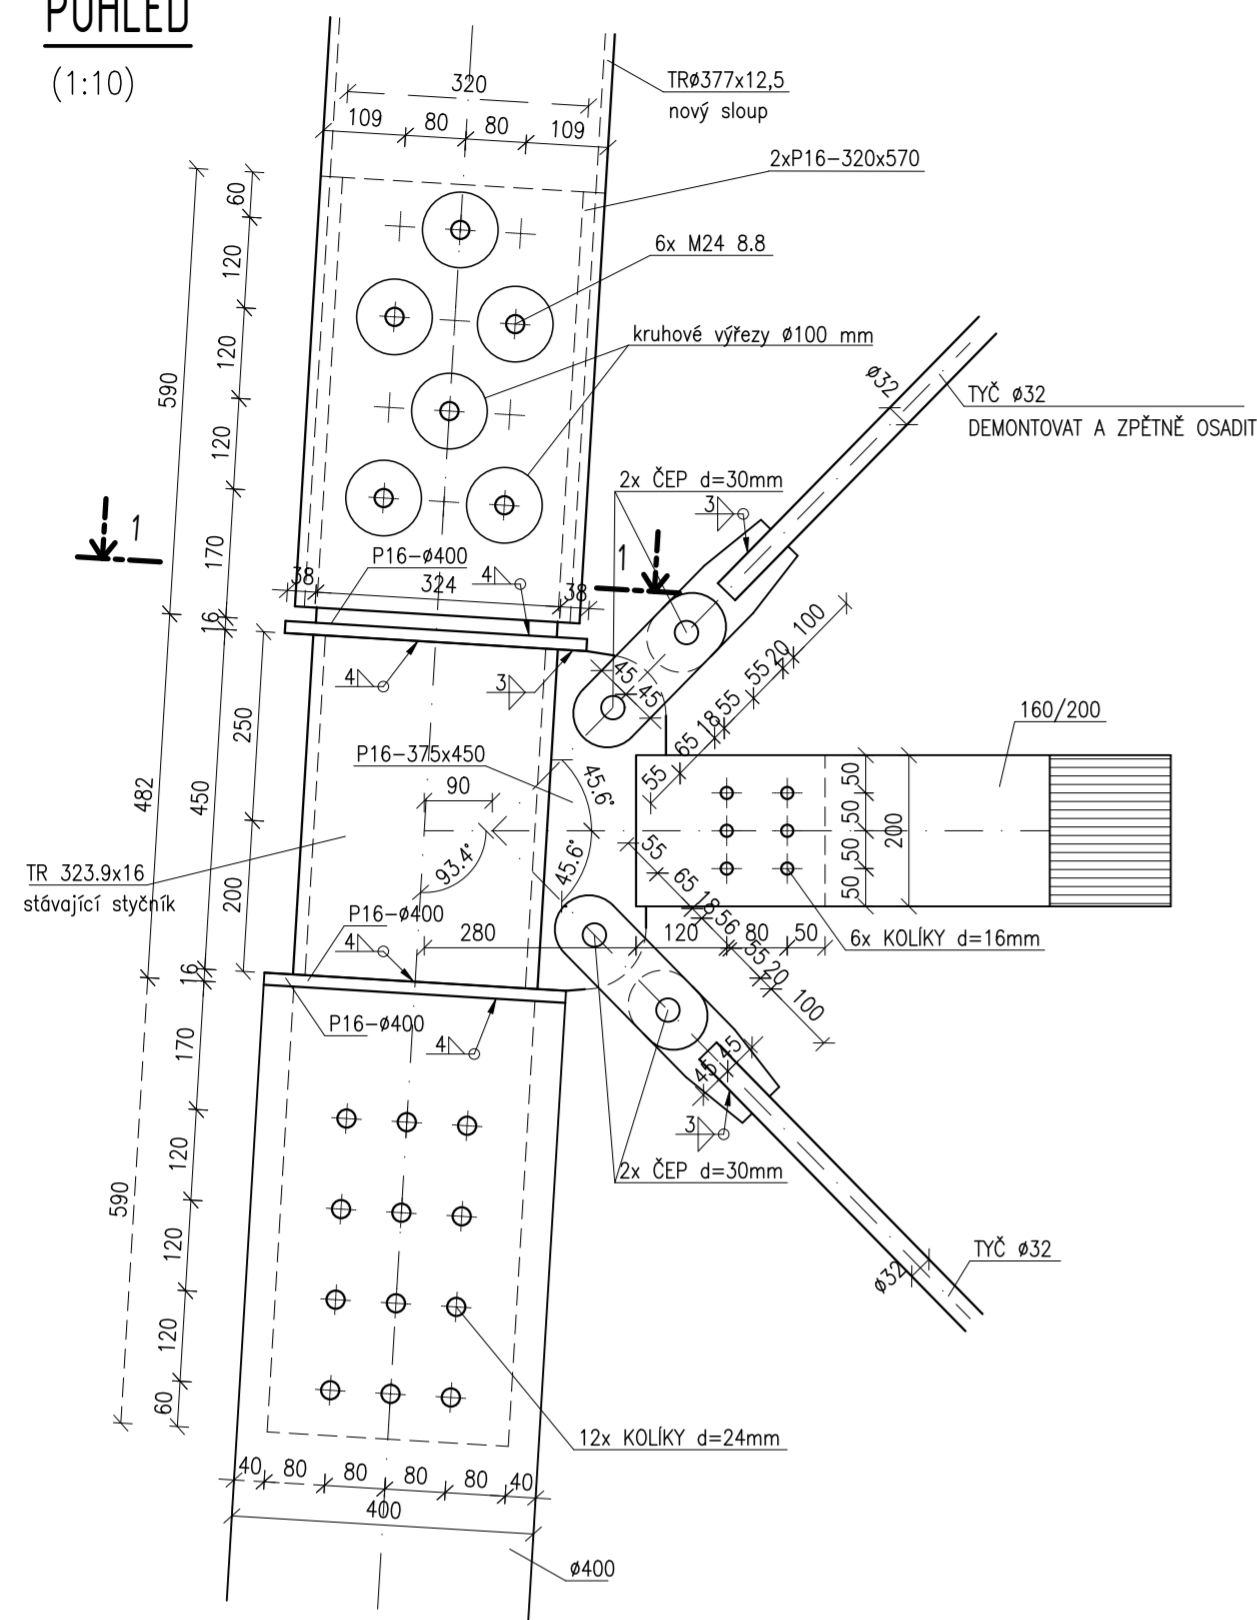 POHLED
(1:10)
320
109 80 80 109
TRØ377x12,5
nový sloup
2xP16-320x570
6x M24 8.8
kruhové výřezy Ø100 mm
60
120
120
120
170
590
Ø32
TYČ Ø32
DEMONTOVAT A ZPĚTNĚ OSADIT
2x ČEP d=30mm
3
1
1
P16-Ø400
4
38 324 38
16
4
3
45 45
55 65 18 55 55 20 100
160/200
P16-375x450
90
45.6°
93.4°
45.6°
250
200
450
482
TR 323.9x16
stávající styčník
50
50
50
50
200
55 65 18 56 55 20 100
280 120 80 50
6x KOLÍKY d=16mm
P16-Ø400
4
16
P16-Ø400
4
45 45
3
2x ČEP d=30mm
170
120
120
120
60
590
Ø32
TYČ Ø32
12x KOLÍKY d=24mm
40 80 80 80 80 40
400
Ø400